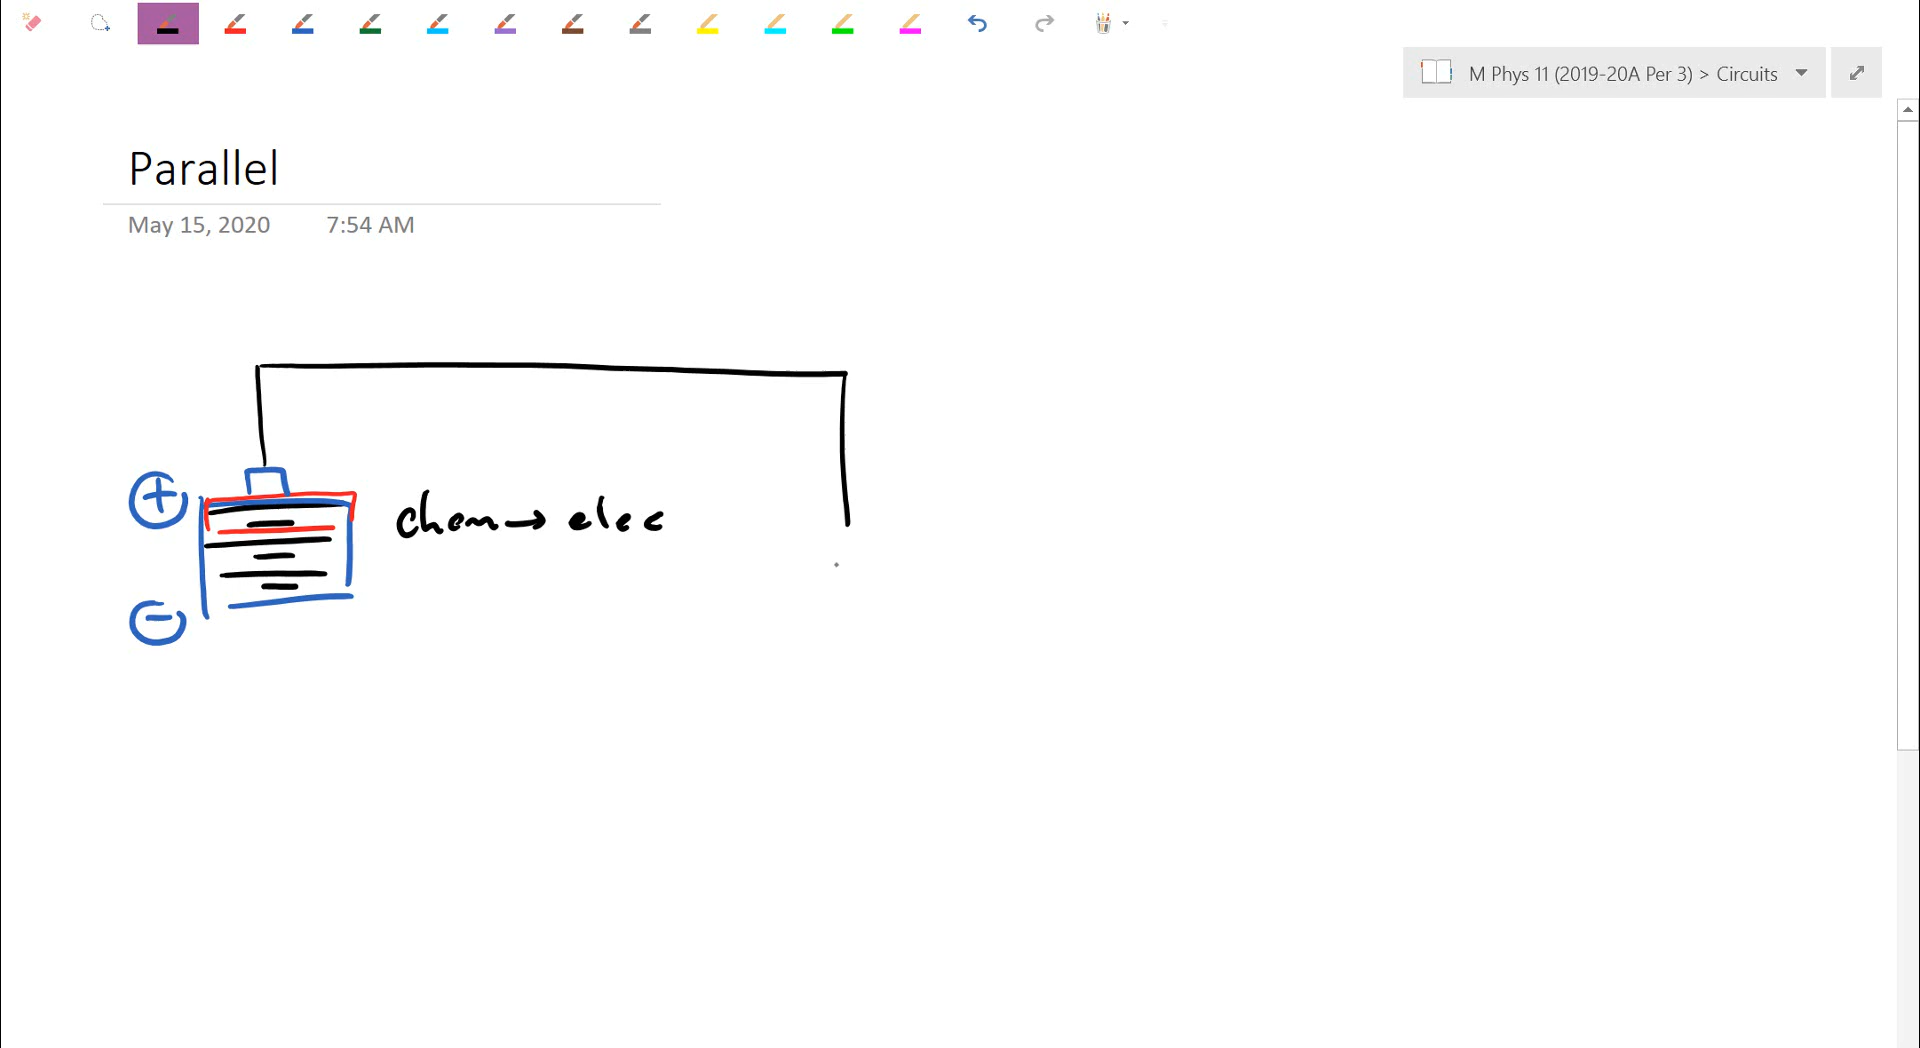 M Phys 11 (2019-20A Per 3) > Circuits
Parallel
May 15, 2020 7:54 AM
+
chem → elec
−